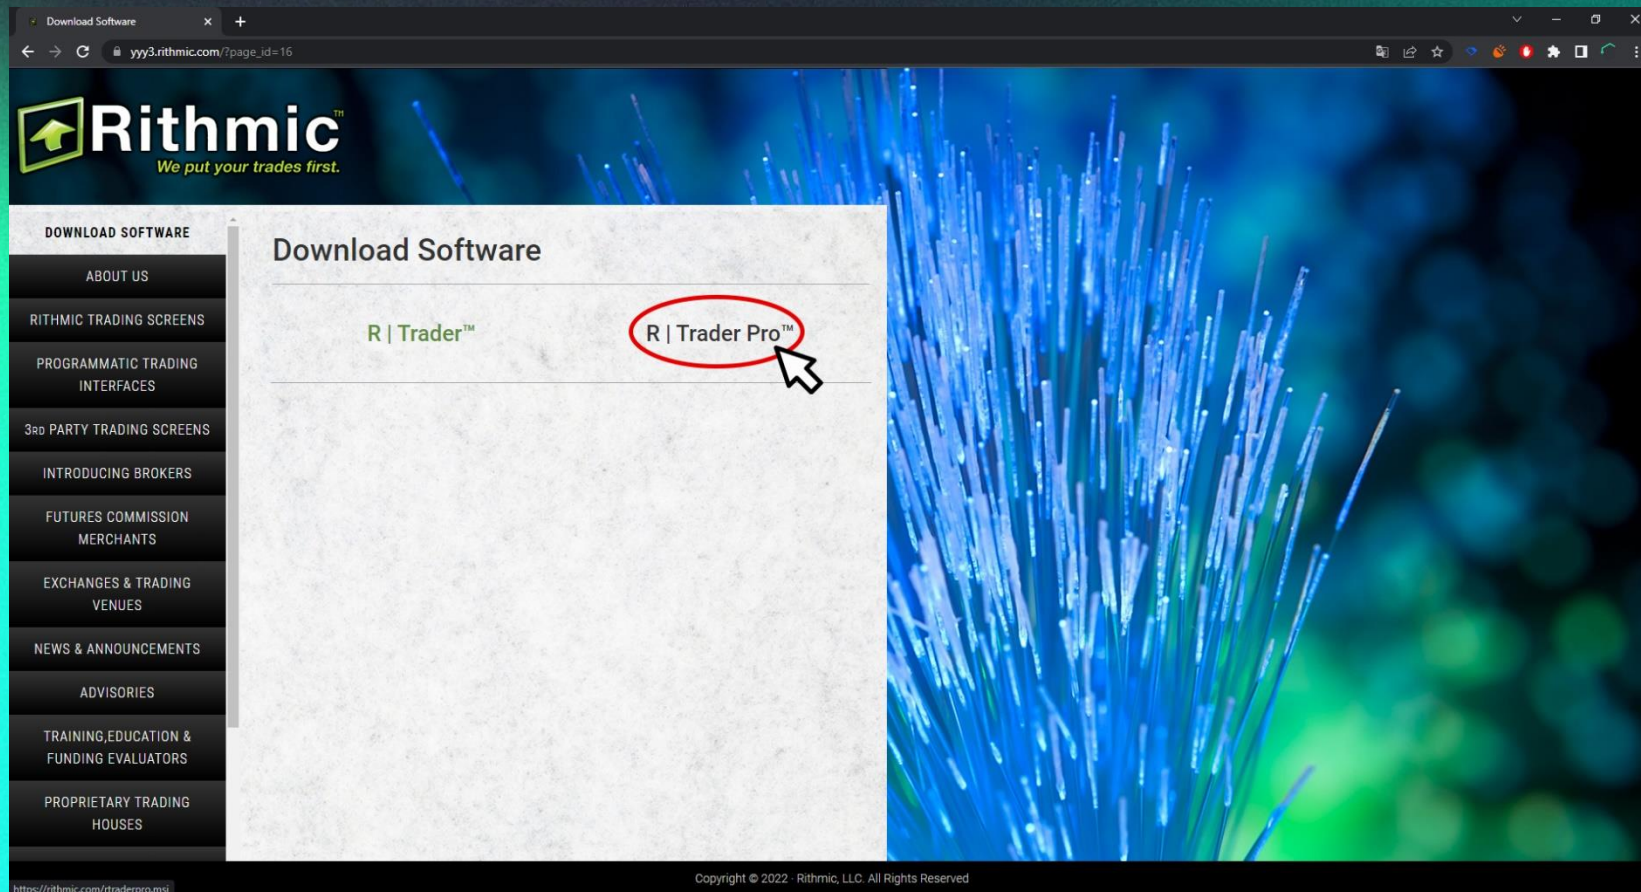 Download Software
yyy3.rithmic.com/?page_id=16
Rithmic™
We put your trades first.
DOWNLOAD SOFTWARE
ABOUT US
RITHMIC TRADING SCREENS
PROGRAMMATIC TRADING
INTERFACES
3RD PARTY TRADING SCREENS
INTRODUCING BROKERS
FUTURES COMMISSION
MERCHANTS
EXCHANGES & TRADING
VENUES
NEWS & ANNOUNCEMENTS
ADVISORIES
TRAINING,EDUCATION &
FUNDING EVALUATORS
PROPRIETARY TRADING
HOUSES
Download Software
R | Trader™
R | Trader Pro™
Copyright © 2022 · Rithmic, LLC. All Rights Reserved
https://rithmic.com/rtraderpro.msi